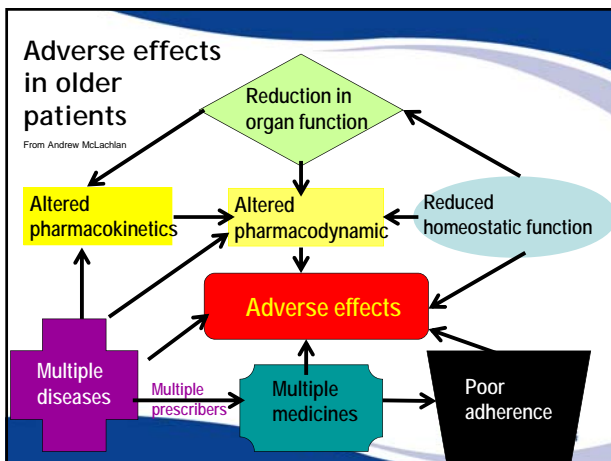 Adverse effects
in older
patients
From Andrew McLachlan
Reduction in
organ function
Altered
pharmacokinetics
Altered
pharmacodynamic
Reduced
homeostatic function
Adverse effects
Multiple
diseases
Multiple
prescribers
Multiple
medicines
Poor
adherence